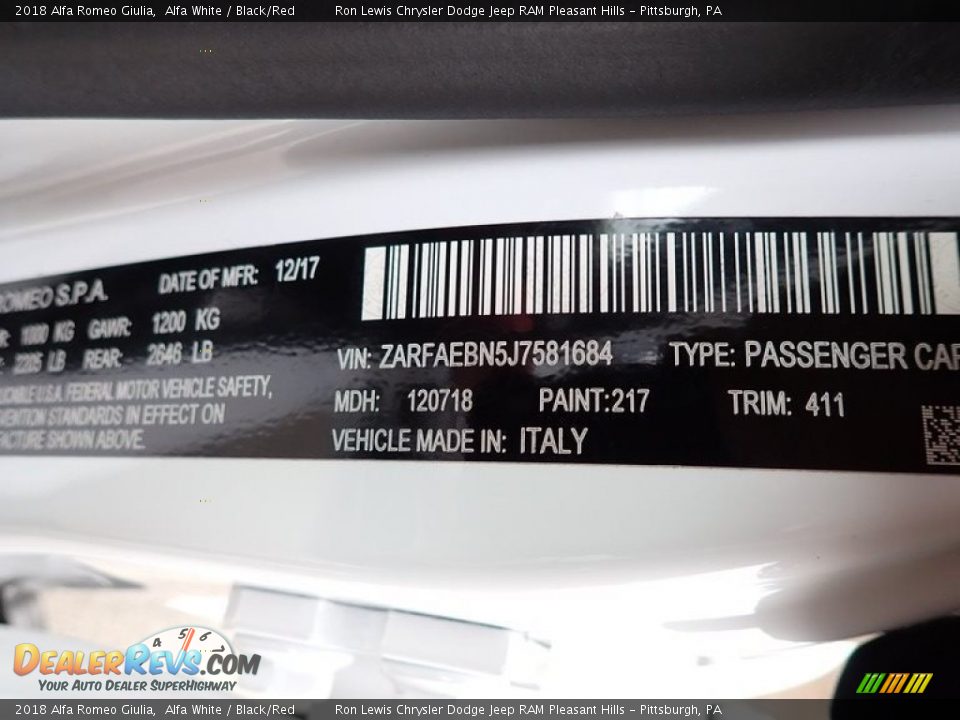 2018 Alfa Romeo Giulia, Alfa White / Black/Red Ron Lewis Chrysler Dodge Jeep RAM Pleasant Hills – Pittsburgh, PA
ROMEO S.P.A. DATE OF MFR: 12/17
GAWR: 1200 KG
LB REAR: 2646 LB
U.S.A. FEDERAL MOTOR VEHICLE SAFETY,
STANDARDS IN EFFECT ON
SHOWN ABOVE.
VIN: ZARFAEBN5J7581684 TYPE: PASSENGER CAR
MDH: 120718 PAINT:217 TRIM: 411
VEHICLE MADE IN: ITALY
4 5 6
DealerRevs.com
Your Auto Dealer SuperHighway
2018 Alfa Romeo Giulia, Alfa White / Black/Red Ron Lewis Chrysler Dodge Jeep RAM Pleasant Hills – Pittsburgh, PA